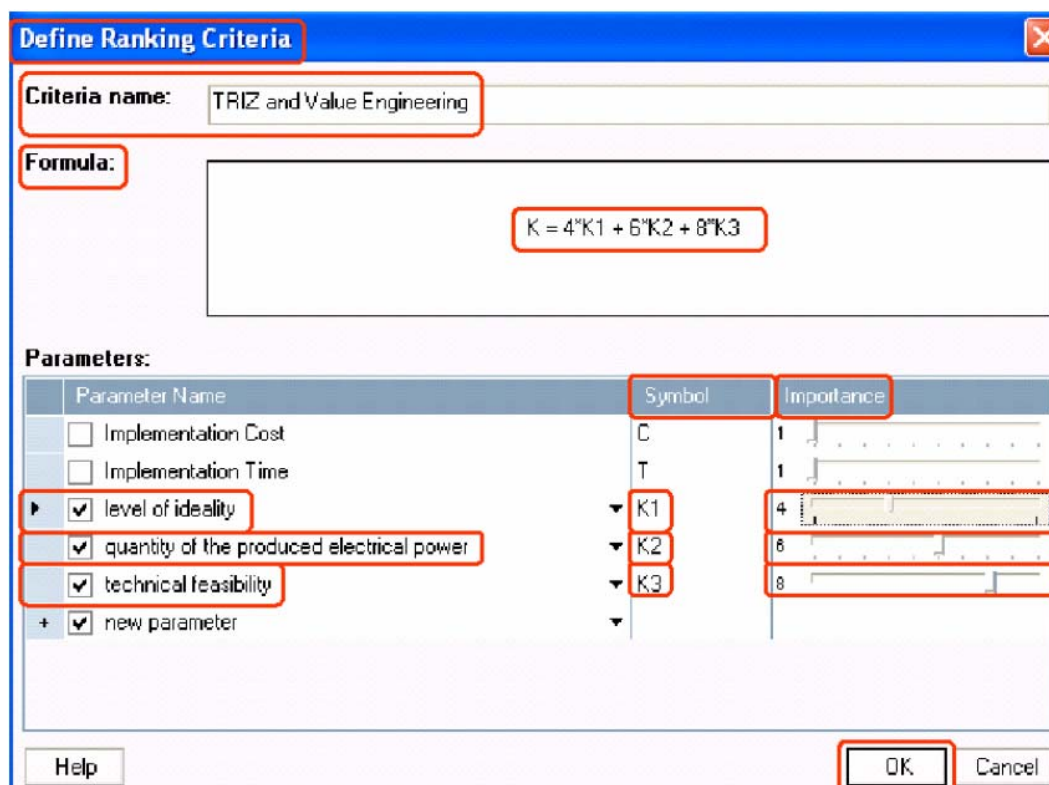 Define Ranking Criteria
Criteria name: TRIZ and Value Engineering
Formula:
K = 4*K1 + 6*K2 + 8*K3
Parameters:
Parameter Name Symbol Importance
Implementation Cost C 1
Implementation Time T 1
level of ideality K1 4
quantity of the produced electrical power K2 6
technical feasibility K3 8
+ new parameter
Help OK Cancel